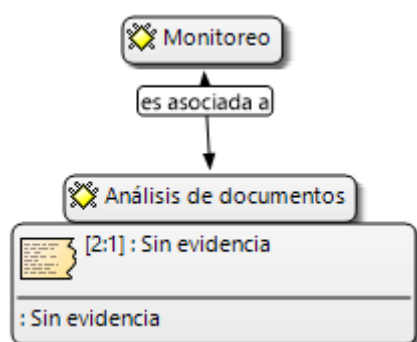 Monitoreo
es asociada a
Análisis de documentos
[2:1] : Sin evidencia
: Sin evidencia